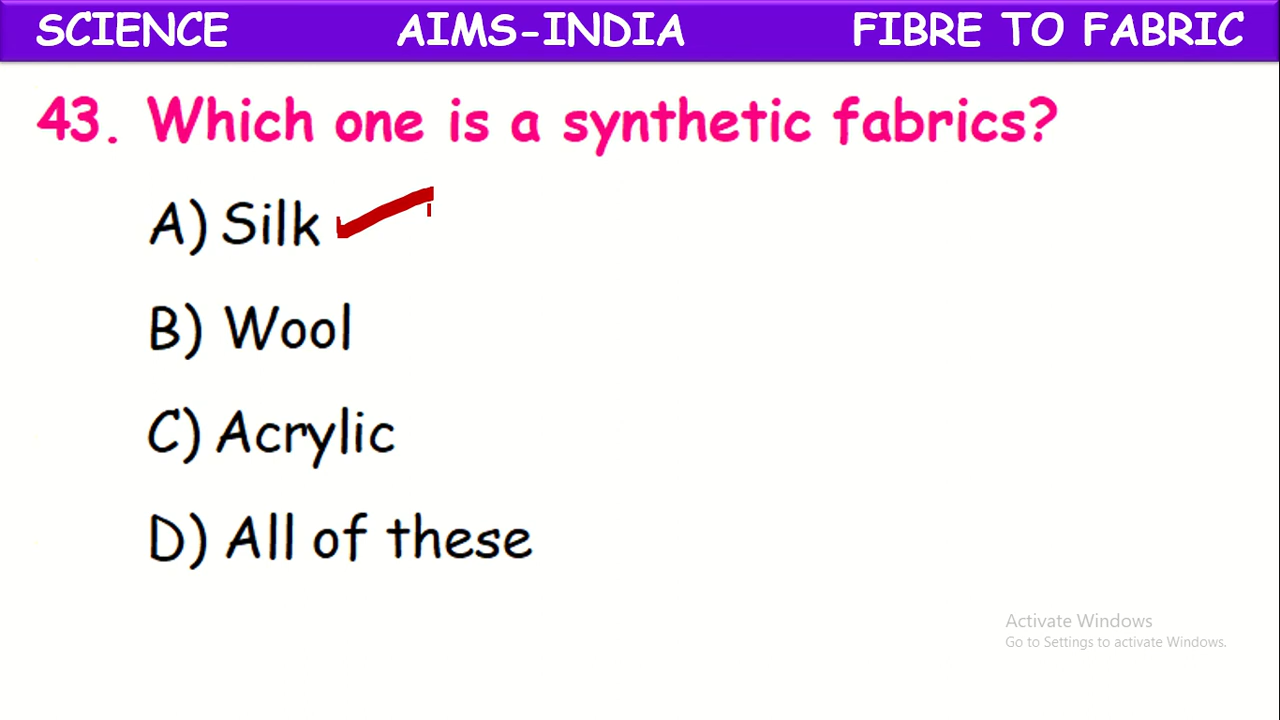 SCIENCE AIMS-INDIA FIBRE TO FABRIC
43. Which one is a synthetic fabrics?
A) Silk
B) Wool
C) Acrylic
D) All of these
Activate Windows
Go to Settings to activate Windows.